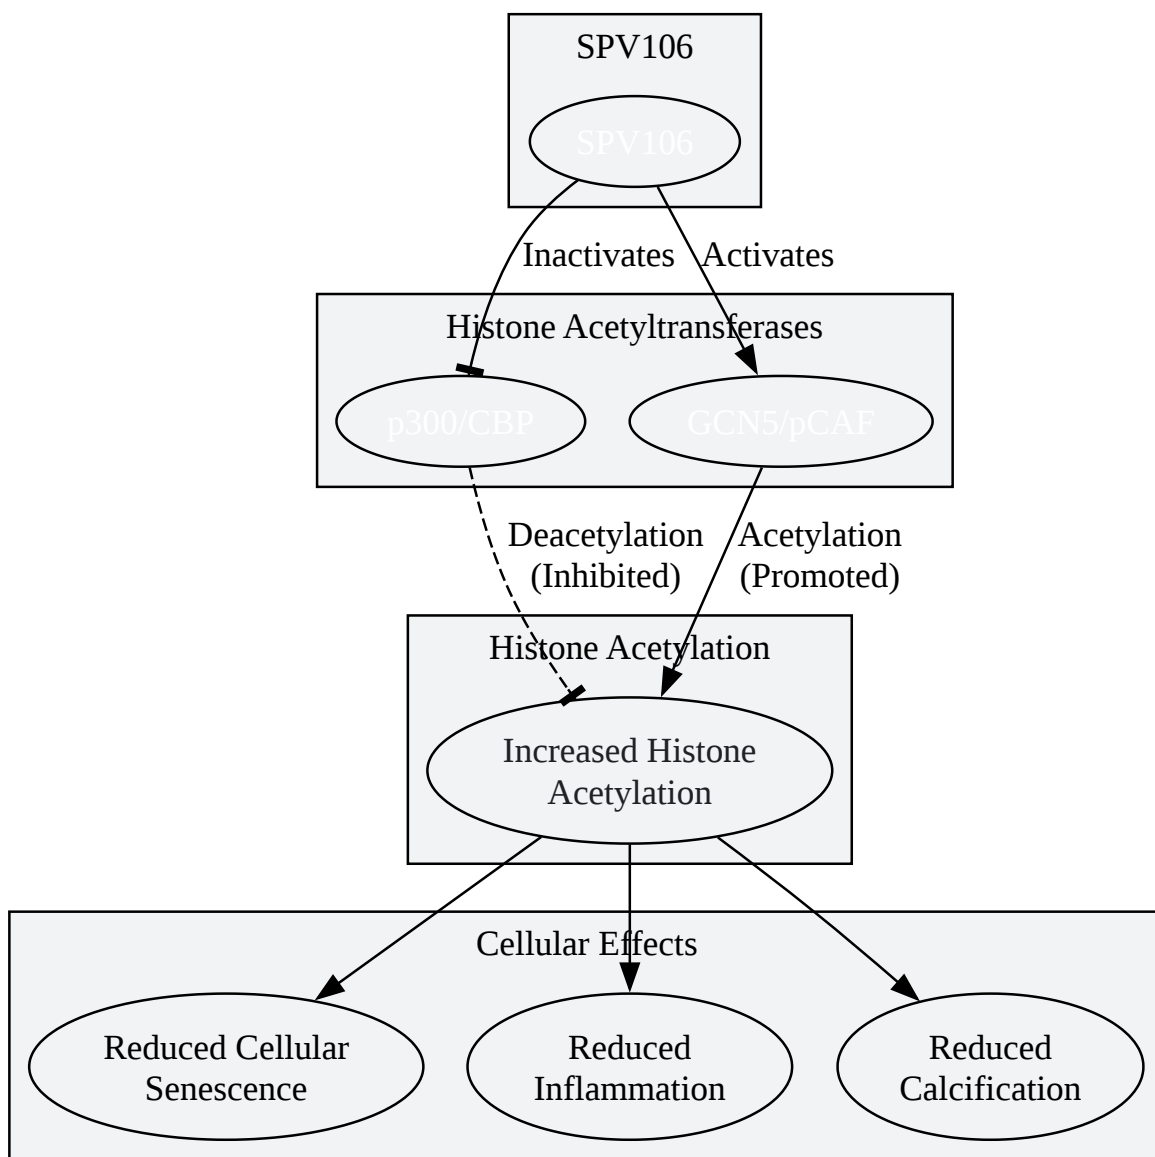 SPV106
SPV106
Inactivates
Activates
Histone Acetyltransferases
p300/CBP
GCN5/pCAF
Deacetylation
(Inhibited)
Acetylation
(Promoted)
Histone Acetylation
Increased Histone
Acetylation
Cellular Effects
Reduced Cellular
Senescence
Reduced
Inflammation
Reduced
Calcification